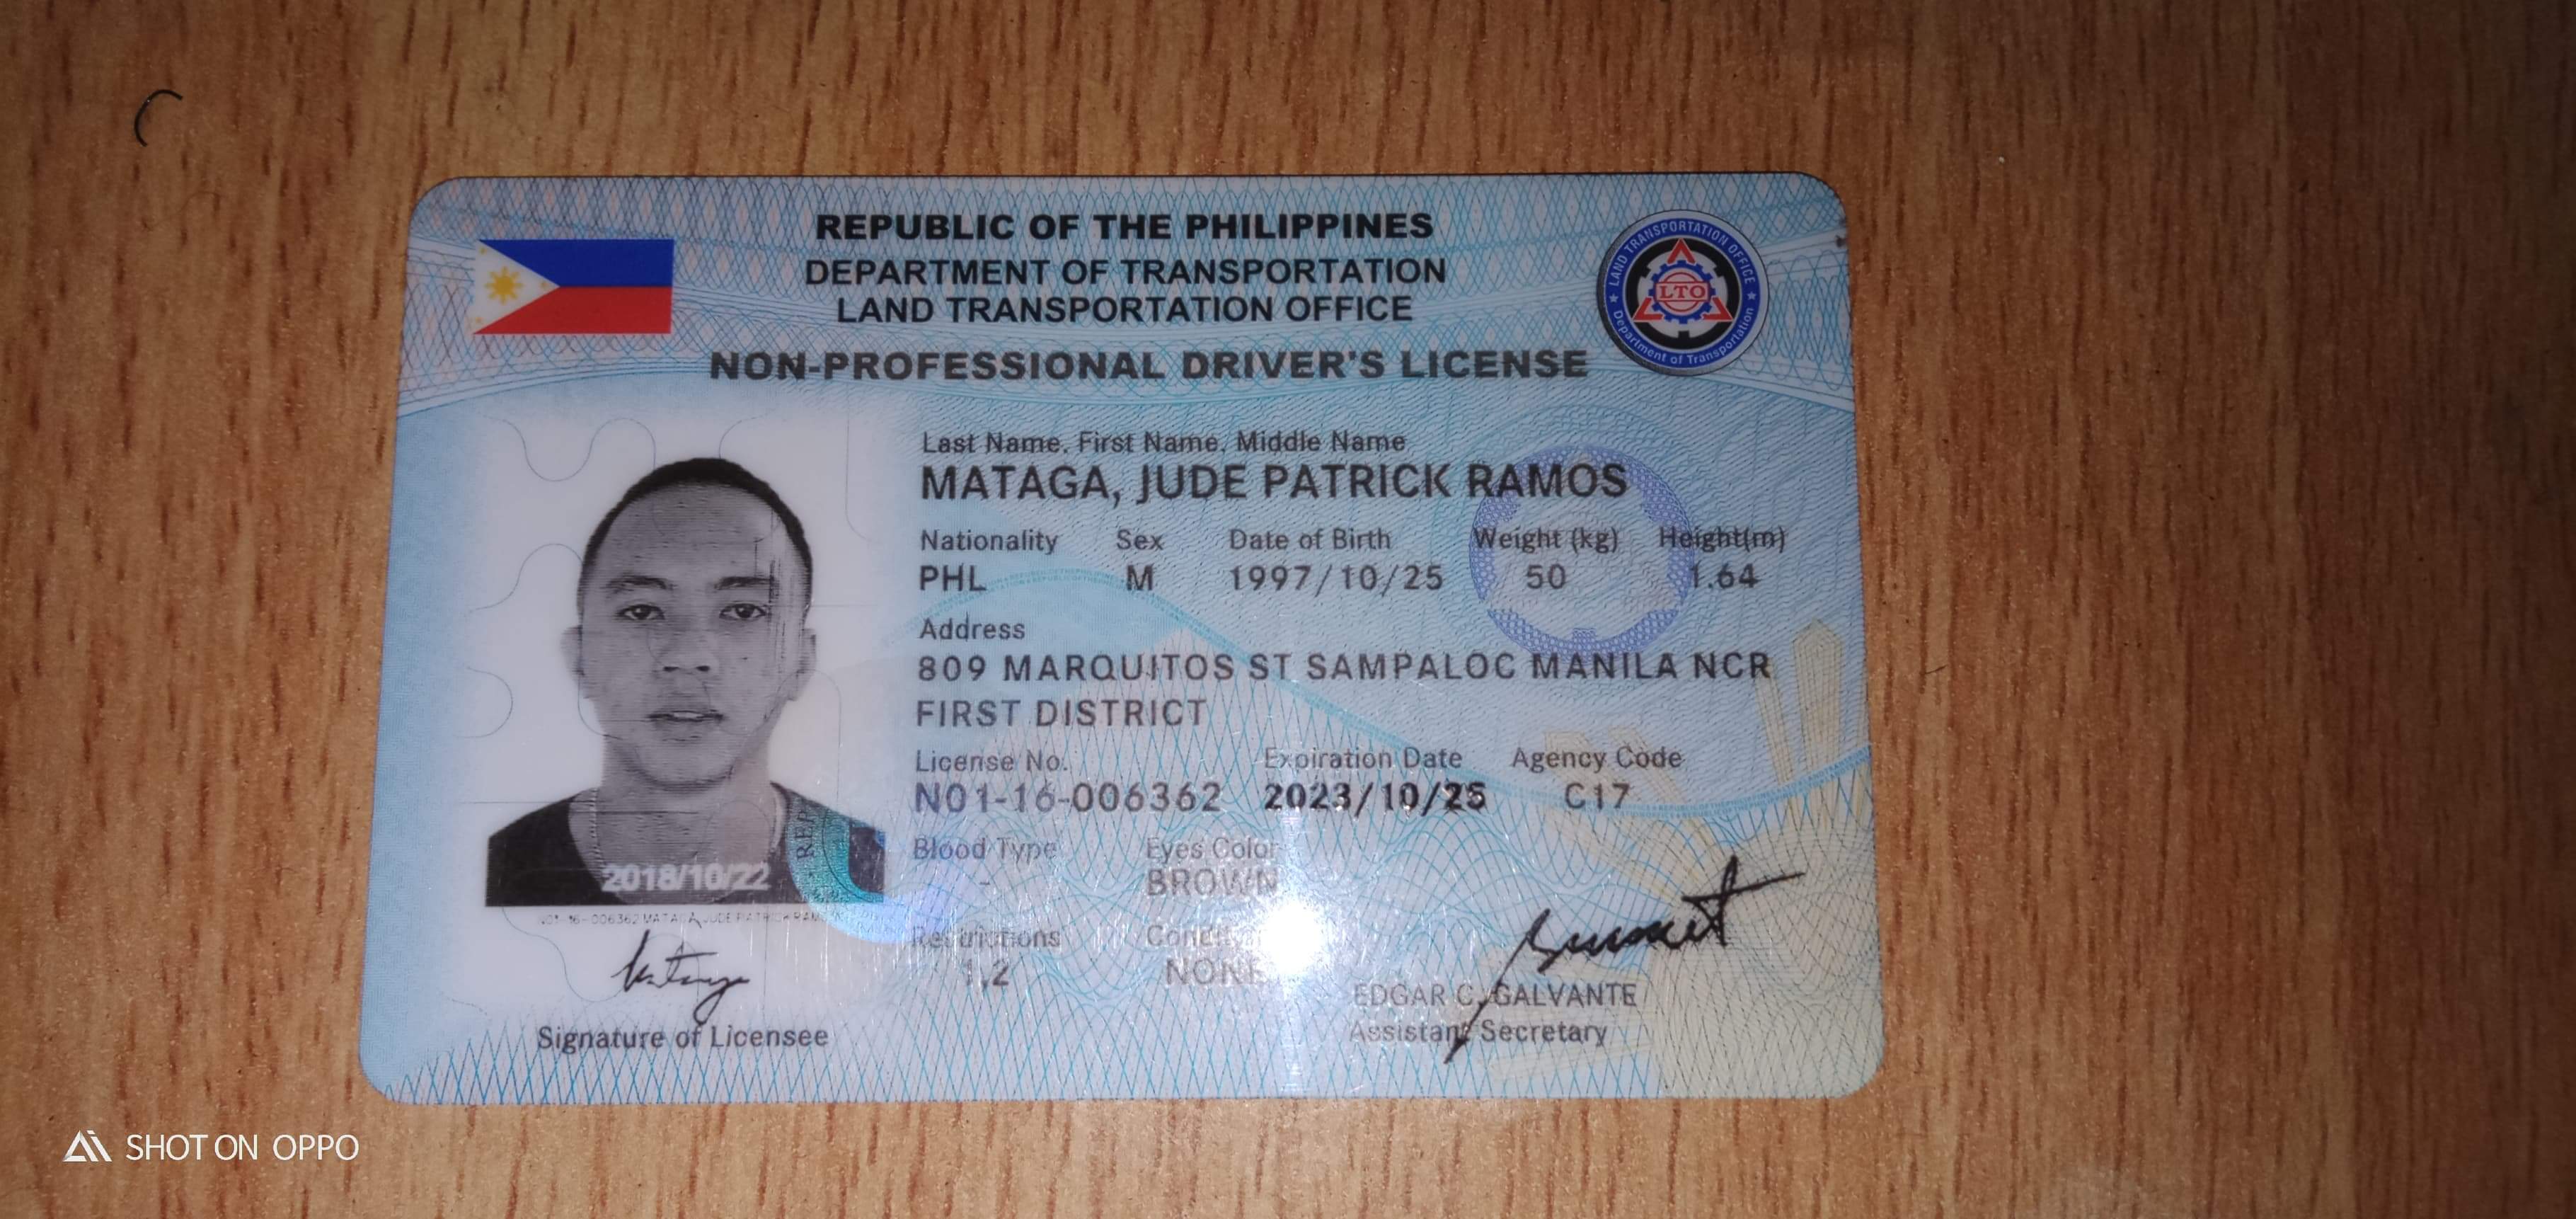 REPUBLIC OF THE PHILIPPINES
DEPARTMENT OF TRANSPORTATION
LAND TRANSPORTATION OFFICE
NON-PROFESSIONAL DRIVER'S LICENSE
LAND TRANSPORTATION OFFICE
LTO
Department of Transportation
Last Name, First Name, Middle Name
MATAGA, JUDE PATRICK RAMOS
Nationality Sex Date of Birth Weight (kg) Height(m)
PHL M 1997/10/25 50 1.64
Address
809 MARQUITOS ST SAMPALOC MANILA NCR
FIRST DISTRICT
License No. Expiration Date Agency Code
N01-16-006362 2023/10/25 C17
Blood Type Eyes Color
- BROWN
Restrictions
1,2 NONE
2018/10/22
N01-16-006362 MATAGA, JUDE PATRICK RAM
Signature of Licensee
EDGAR C. GALVANTE
Assistant Secretary
SHOT ON OPPO